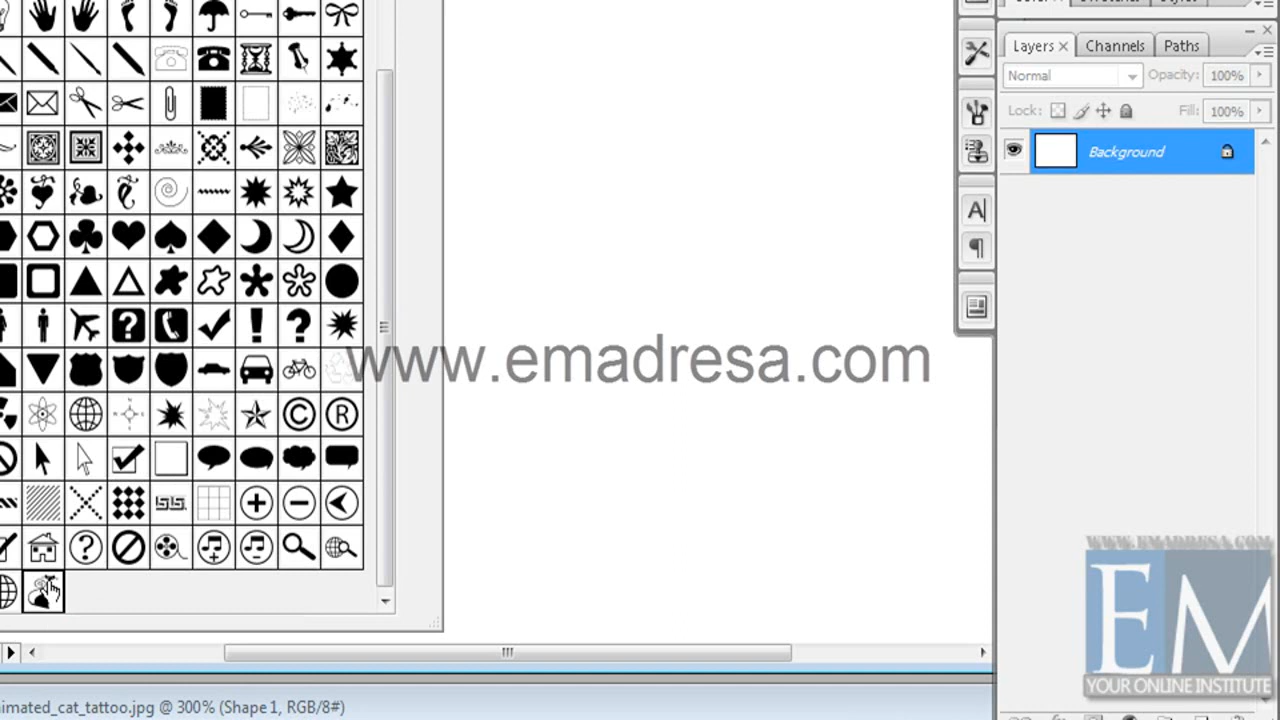 Layers × Channels Paths
Normal Opacity: 100%
Lock: Fill: 100%
Background
www.emadresa.com
WWW.EMADRESA.COM
EM
YOUR ONLINE INSTITUTE
nimated_cat_tattoo.jpg @ 300% (Shape 1, RGB/8#)